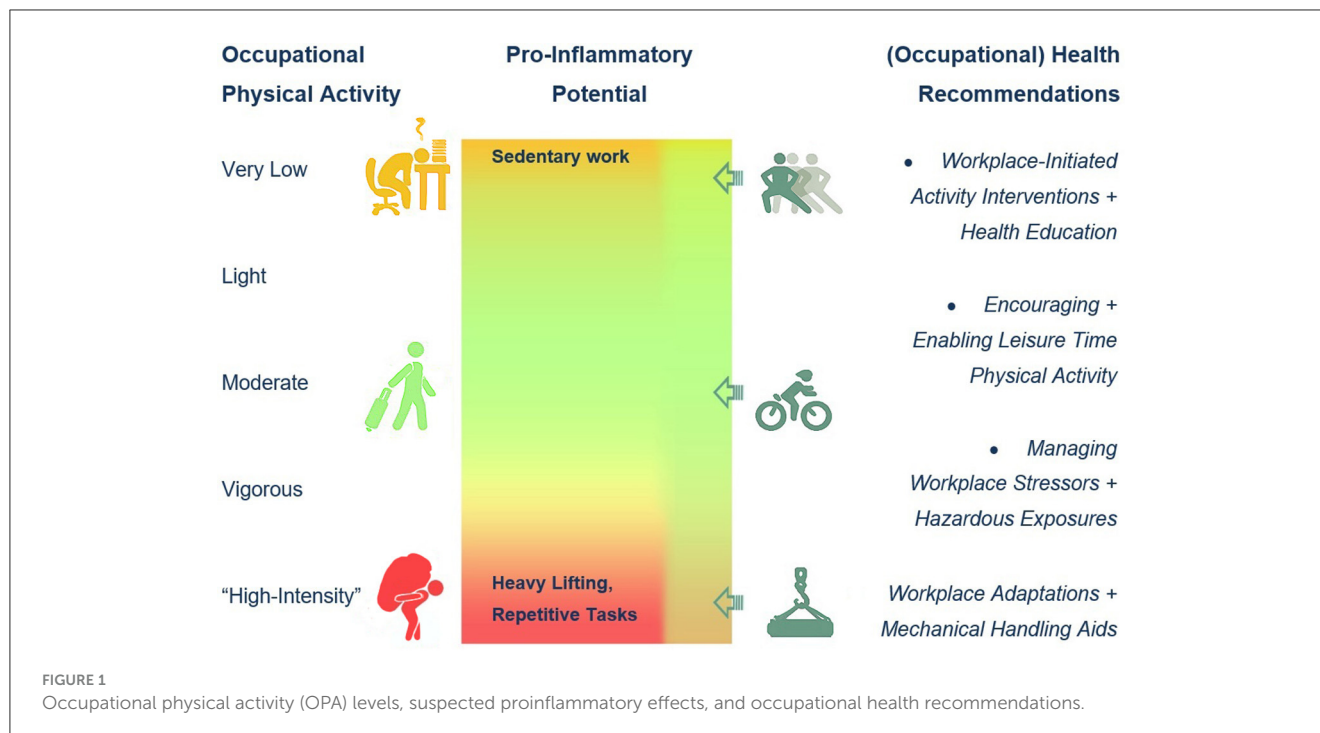 Occupational
Physical Activity
Pro-Inflammatory
Potential
(Occupational) Health
Recommendations
Very Low
Sedentary work
• Workplace-Initiated
Activity Interventions +
Health Education
Light
• Encouraging +
Enabling Leisure Time
Physical Activity
Moderate
• Managing
Workplace Stressors +
Hazardous Exposures
Vigorous
"High-Intensity"
Heavy Lifting,
Repetitive Tasks
Workplace Adaptations +
Mechanical Handling Aids
FIGURE 1
Occupational physical activity (OPA) levels, suspected proinflammatory effects, and occupational health recommendations.